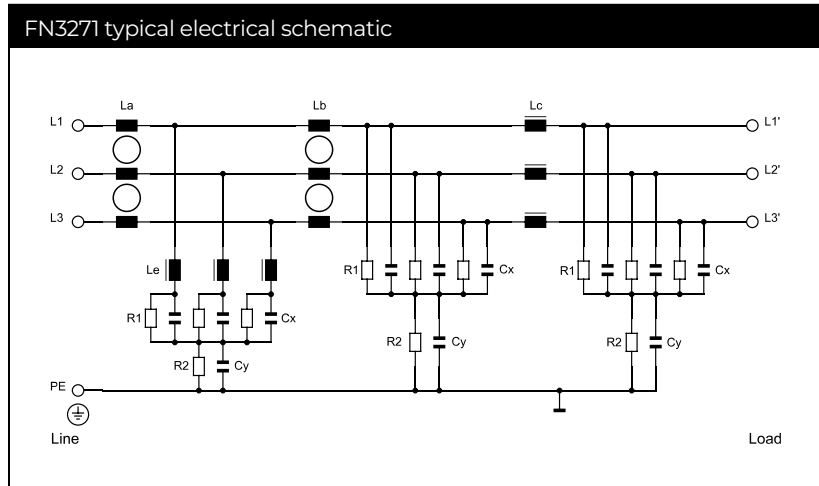 FN3271 typical electrical schematic
La Lb Lc
L1 L1'
L2 L2'
L3 L3'
Le R1 Cx R1 Cx
R1 Cx R2 Cy R2 Cy
R2 Cy
PE
Line Load